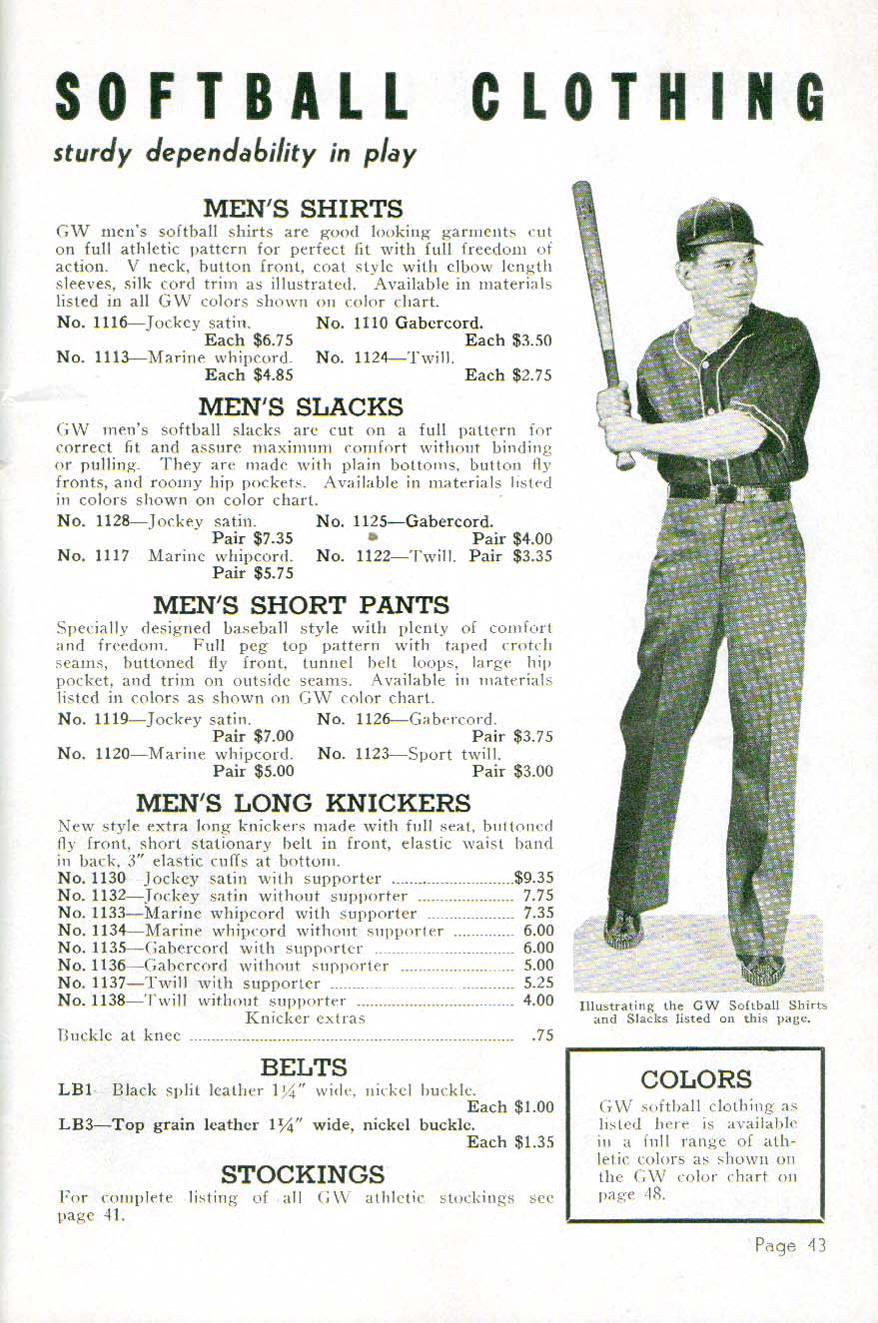 SOFTBALL CLOTHING
sturdy dependability in play
MEN'S SHIRTS
GW men's softball shirts are good looking garments cut
on full athletic pattern for perfect fit with full freedom of
action. V neck, button front, coat style with elbow length
sleeves, silk cord trim as illustrated. Available in materials
listed in all GW colors shown on color chart.
No. 1116—Jockey satin. No. 1110 Gabercord.
Each $6.75 Each $3.50
No. 1113—Marine whipcord. No. 1124—Twill.
Each $4.85 Each $2.75
MEN'S SLACKS
GW men's softball slacks are cut on a full pattern for
correct fit and assure maximum comfort without binding
or pulling. They are made with plain bottoms, button fly
fronts, and roomy hip pockets. Available in materials listed
in colors shown on color chart.
No. 1128—Jockey satin. No. 1125—Gabercord.
Pair $7.35 Pair $4.00
No. 1117 Marine whipcord. No. 1122—Twill. Pair $3.35
Pair $5.75
MEN'S SHORT PANTS
Specially designed baseball style with plenty of comfort
and freedom. Full peg top pattern with taped crotch
seams, buttoned fly front, tunnel belt loops, large hip
pocket, and trim on outside seams. Available in materials
listed in colors as shown on GW color chart.
No. 1119—Jockey satin. No. 1126—Gabercord.
Pair $7.00 Pair $3.75
No. 1120—Marine whipcord. No. 1123—Sport twill.
Pair $5.00 Pair $3.00
MEN'S LONG KNICKERS
New style extra long knickers made with full seat, buttoned
fly front, short stationary belt in front, elastic waist band
in back, 3" elastic cuffs at bottom.
No. 1130 Jockey satin with supporter ..........................$9.35
No. 1132—Jockey satin without supporter ...................... 7.75
No. 1133—Marine whipcord with supporter .................... 7.35
No. 1134—Marine whipcord without supporter .............. 6.00
No. 1135—Gabercord with supporter ................................ 6.00
No. 1136—Gabercord without supporter .......................... 5.00
No. 1137—Twill with supporter .......................................... 5.25
No. 1138—Twill without supporter .................................... 4.00
Knicker extras
Buckle at knee ........................................................................ .75
BELTS
LB1 Black split leather 1¼" wide, nickel buckle.
Each $1.00
LB3—Top grain leather 1¼" wide, nickel buckle.
Each $1.35
STOCKINGS
For complete listing of all GW athletic stockings see
page 41.
Illustrating the GW Softball Shirts
and Slacks listed on this page.
COLORS
GW softball clothing as
listed here is available
in a full range of ath-
letic colors as shown on
the GW color chart on
page 48.
Page 43